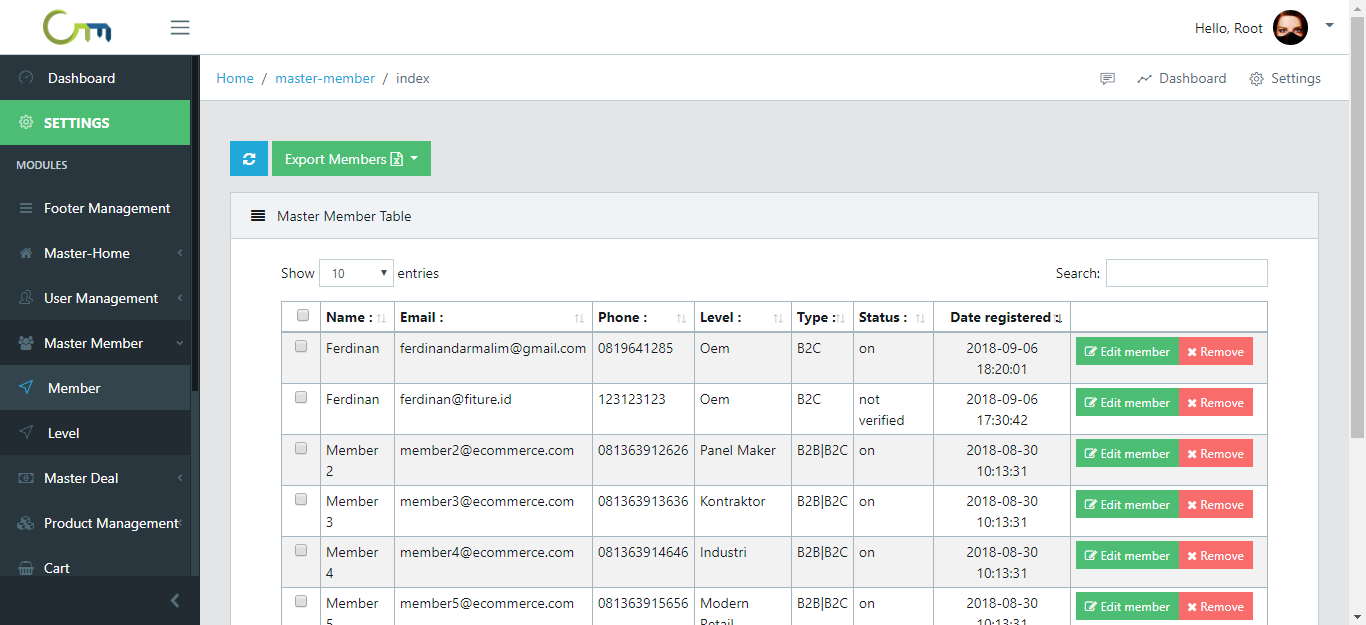 Hello, Root
Dashboard
SETTINGS
MODULES
Footer Management
Master-Home
User Management
Master Member
Member
Level
Master Deal
Product Management
Cart
Home / master-member / index
Dashboard Settings
Export Members
Master Member Table
Show 10 entries Search:
Name : Email : Phone : Level : Type : Status : Date registered :
Ferdinan ferdinandarmalim@gmail.com 0819641285 Oem B2C on 2018-09-06 Edit member Remove
18:20:01
Ferdinan ferdinan@fiture.id 123123123 Oem B2C not 2018-09-06 Edit member Remove
verified 17:30:42
Member member2@ecommerce.com 081363912626 Panel Maker B2B|B2C on 2018-08-30 Edit member Remove
2 10:13:31
Member member3@ecommerce.com 081363913636 Kontraktor B2B|B2C on 2018-08-30 Edit member Remove
3 10:13:31
Member member4@ecommerce.com 081363914646 Industri B2B|B2C on 2018-08-30 Edit member Remove
4 10:13:31
Member member5@ecommerce.com 081363915656 Modern B2B|B2C on 2018-08-30 Edit member Remove
5 Retail 10:13:31